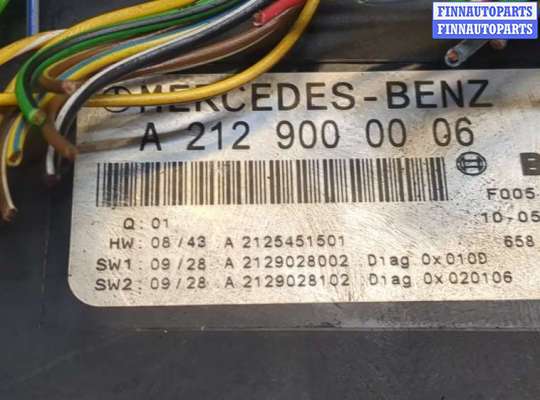 FINNAUTOPARTS
FINNAUTOPARTS
MERCEDES-BENZ
A 212 900 00 06
Q: 01
HW: 08/43 A 2125451501
SW1: 09/28 A 2129028002 Diag 0x010D
SW2: 09/28 A 2129028102 Diag 0x020106
B
F005
10-05
658